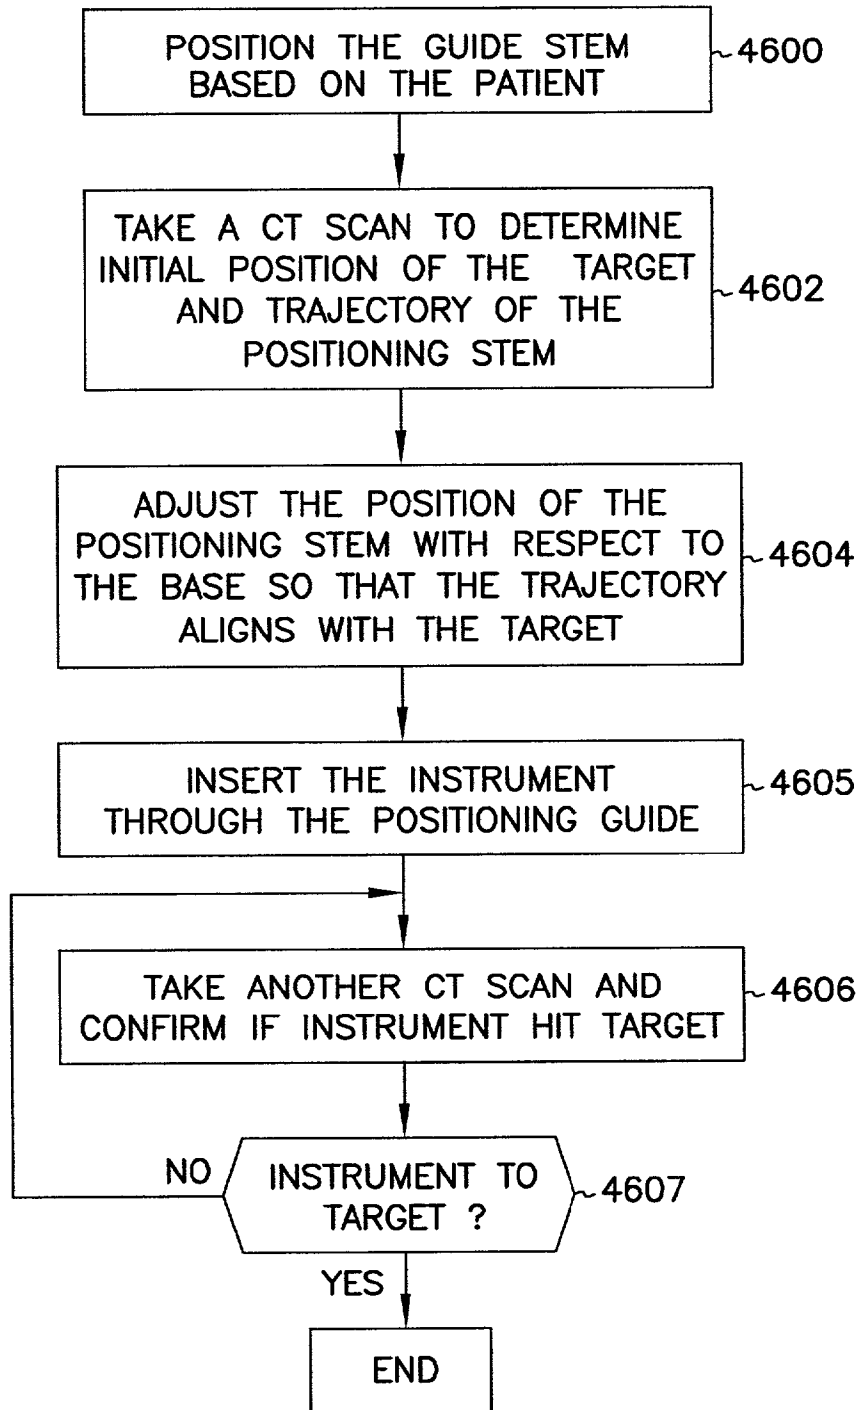 POSITION THE GUIDE STEM
BASED ON THE PATIENT
4600
TAKE A CT SCAN TO DETERMINE
INITIAL POSITION OF THE TARGET
AND TRAJECTORY OF THE
POSITIONING STEM
4602
ADJUST THE POSITION OF THE
POSITIONING STEM WITH RESPECT TO
THE BASE SO THAT THE TRAJECTORY
ALIGNS WITH THE TARGET
4604
INSERT THE INSTRUMENT
THROUGH THE POSITIONING GUIDE
4605
TAKE ANOTHER CT SCAN AND
CONFIRM IF INSTRUMENT HIT TARGET
4606
NO
INSTRUMENT TO
TARGET ?
4607
YES
END